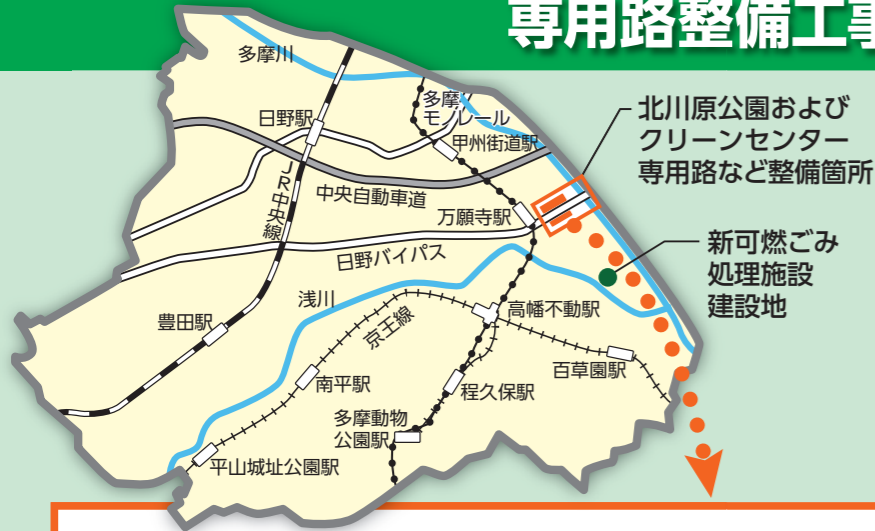 専用路整備工事
多摩川
多摩
モノレール
日野駅
甲州街道駅
北川原公園および
クリーンセンター
専用路など整備箇所
JR中央線
中央自動車道
万願寺駅
日野バイパス
新可燃ごみ
処理施設
建設地
浅川
豊田駅
京王線
高幡不動駅
百草園駅
南平駅
程久保駅
多摩動物
公園駅
平山城址公園駅